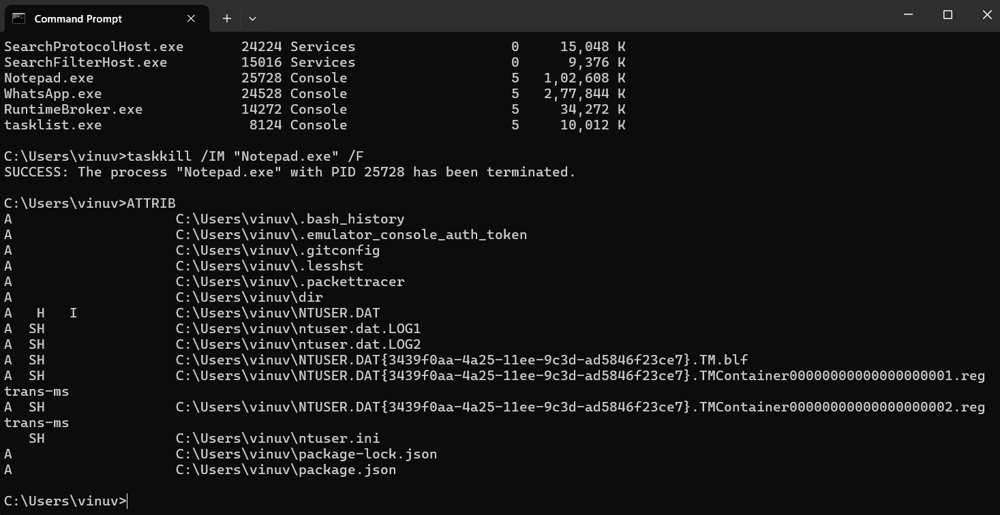 Command Prompt
SearchProtocolHost.exe       24224 Services                   0     15,048 K
SearchFilterHost.exe         15016 Services                   0      9,376 K
Notepad.exe                  25728 Console                    5   1,02,608 K
WhatsApp.exe                 24528 Console                    5   2,77,844 K
RuntimeBroker.exe            14272 Console                    5     34,272 K
tasklist.exe                  8124 Console                    5     10,012 K
C:\Users\vinuv>taskkill /IM "Notepad.exe" /F
SUCCESS: The process "Notepad.exe" with PID 25728 has been terminated.
C:\Users\vinuv>ATTRIB
A                    C:\Users\vinuv\.bash_history
A                    C:\Users\vinuv\.emulator_console_auth_token
A                    C:\Users\vinuv\.gitconfig
A                    C:\Users\vinuv\.lesshst
A                    C:\Users\vinuv\.packettracer
A                    C:\Users\vinuv\dir
A   H   I            C:\Users\vinuv\NTUSER.DAT
A  SH                C:\Users\vinuv\ntuser.dat.LOG1
A  SH                C:\Users\vinuv\ntuser.dat.LOG2
A  SH                C:\Users\vinuv\NTUSER.DAT{3439f0aa-4a25-11ee-9c3d-ad5846f23ce7}.TM.blf
A  SH                C:\Users\vinuv\NTUSER.DAT{3439f0aa-4a25-11ee-9c3d-ad5846f23ce7}.TMContainer00000000000000000001.reg
trans-ms
A  SH                C:\Users\vinuv\NTUSER.DAT{3439f0aa-4a25-11ee-9c3d-ad5846f23ce7}.TMContainer00000000000000000002.reg
trans-ms
   SH                C:\Users\vinuv\ntuser.ini
A                    C:\Users\vinuv\package-lock.json
A                    C:\Users\vinuv\package.json
C:\Users\vinuv>